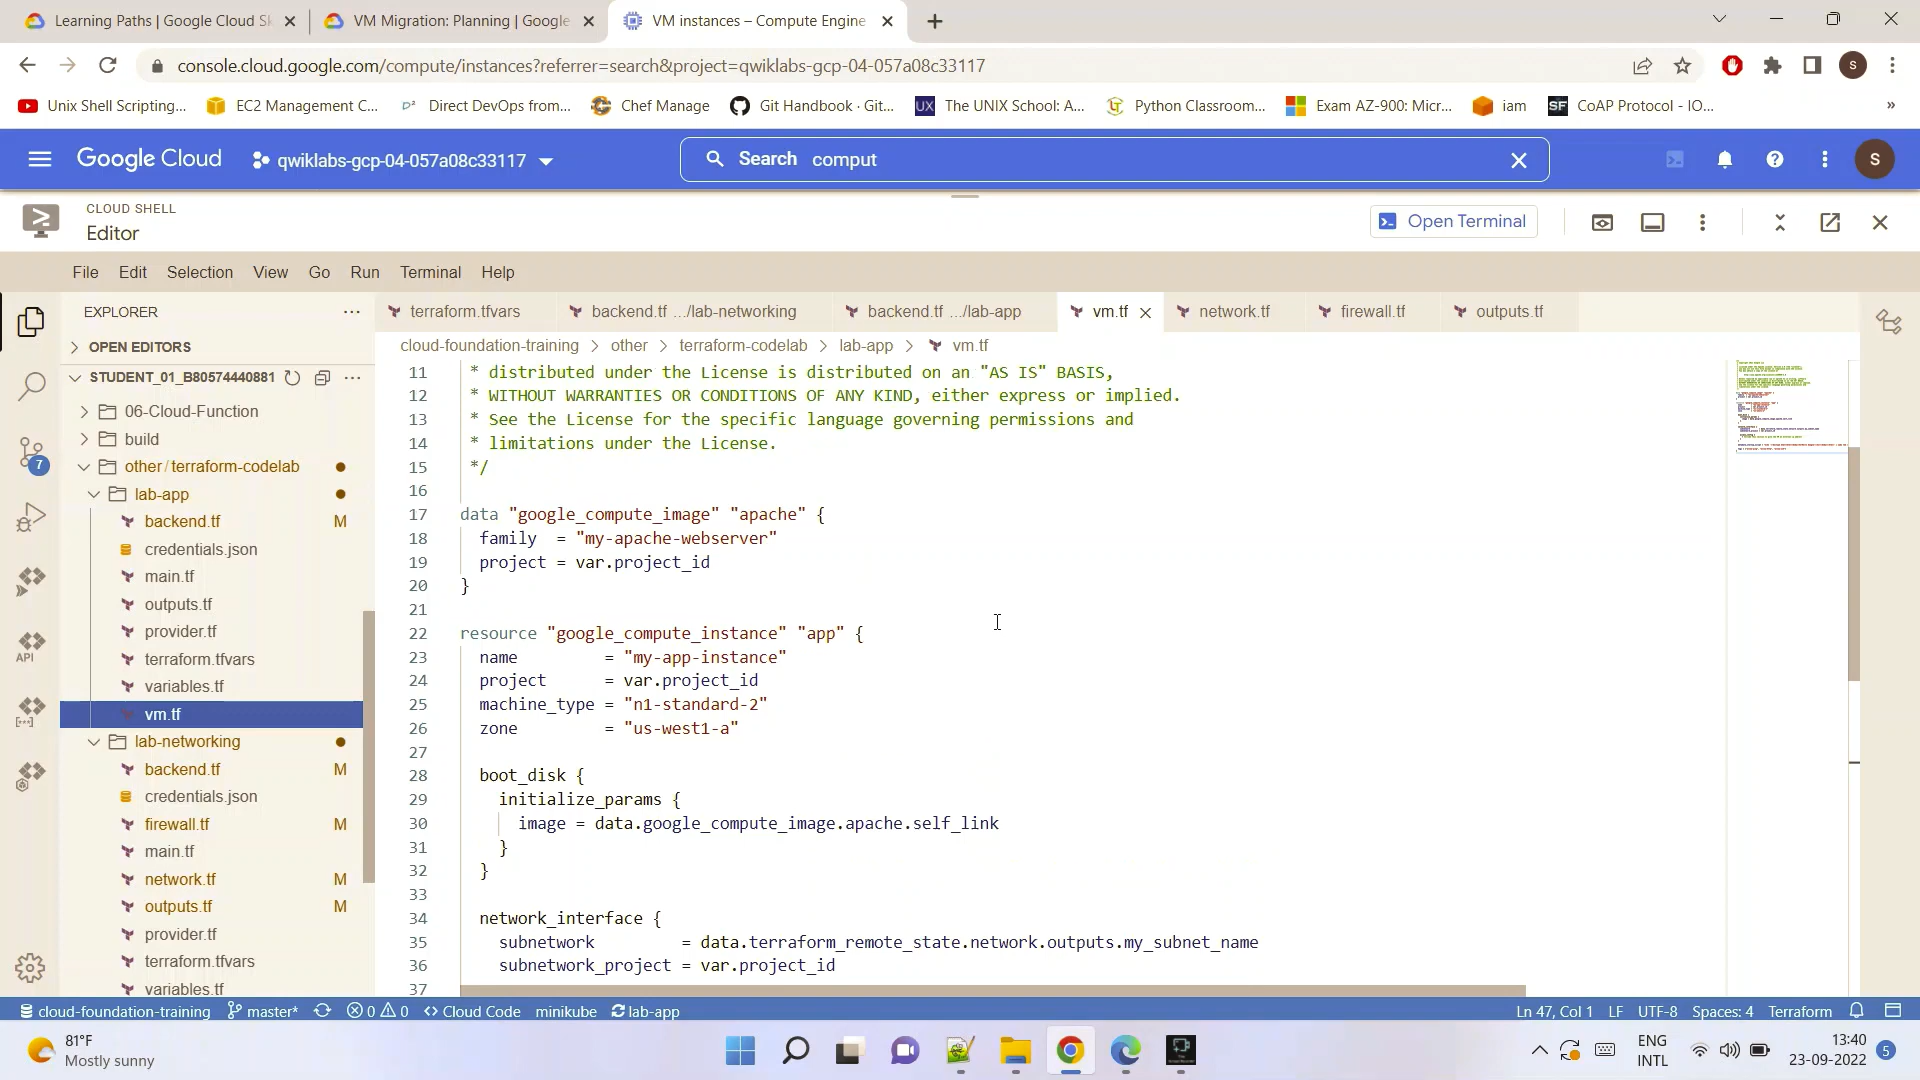 Learning Paths | Google Cloud Sk
VM Migration: Planning | Google
VM instances – Compute Engine
console.cloud.google.com/compute/instances?referrer=search&project=qwiklabs-gcp-04-057a08c33117
S
Unix Shell Scripting...
EC2 Management C...
Direct DevOps from...
Chef Manage
Git Handbook · Git...
The UNIX School: A...
Python Classroom...
Exam AZ-900: Micr...
iam
CoAP Protocol - IO...
Google Cloud
qwiklabs-gcp-04-057a08c33117
Search comput
S
CLOUD SHELL
Editor
Open Terminal
File Edit Selection View Go Run Terminal Help
EXPLORER
OPEN EDITORS
STUDENT_01_B80574440881
06-Cloud-Function
build
other/terraform-codelab
lab-app
backend.tf M
credentials.json
main.tf
outputs.tf
provider.tf
terraform.tfvars
variables.tf
vm.tf
lab-networking
backend.tf M
credentials.json
firewall.tf M
main.tf
network.tf M
outputs.tf M
provider.tf
terraform.tfvars
variables.tf
7
API
terraform.tfvars
backend.tf .../lab-networking
backend.tf .../lab-app
vm.tf
network.tf
firewall.tf
outputs.tf
cloud-foundation-training > other > terraform-codelab > lab-app > vm.tf
11 * distributed under the License is distributed on an "AS IS" BASIS,
12 * WITHOUT WARRANTIES OR CONDITIONS OF ANY KIND, either express or implied.
13 * See the License for the specific language governing permissions and
14 * limitations under the License.
15 */
16
17 data "google_compute_image" "apache" {
18 family = "my-apache-webserver"
19 project = var.project_id
20 }
21
22 resource "google_compute_instance" "app" {
23 name = "my-app-instance"
24 project = var.project_id
25 machine_type = "n1-standard-2"
26 zone = "us-west1-a"
27
28 boot_disk {
29 initialize_params {
30 image = data.google_compute_image.apache.self_link
31 }
32 }
33
34 network_interface {
35 subnetwork = data.terraform_remote_state.network.outputs.my_subnet_name
36 subnetwork_project = var.project_id
37
cloud-foundation-training master* 0 0 Cloud Code minikube lab-app
Ln 47, Col 1 LF UTF-8 Spaces: 4 Terraform
81°F
Mostly sunny
ENG
INTL
13:40
23-09-2022
5